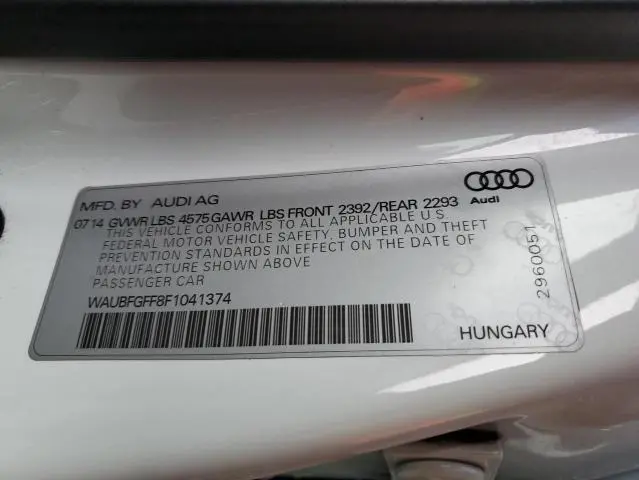 MFD. BY AUDI AG
07 14 GVWR LBS 4575 GAWR LBS FRONT 2392/REAR 2293
THIS VEHICLE CONFORMS TO ALL APPLICABLE U.S.
FEDERAL MOTOR VEHICLE SAFETY, BUMPER AND THEFT
PREVENTION STANDARDS IN EFFECT ON THE DATE OF
MANUFACTURE SHOWN ABOVE
PASSENGER CAR
WAUBFGFF8F1041374
Audi
2960051
HUNGARY